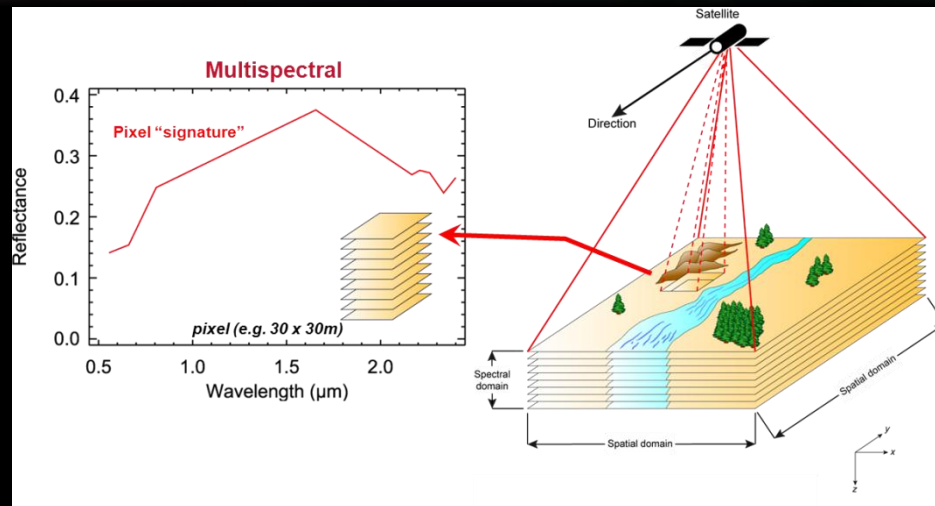 Satellite
Multispectral
0.4
Pixel “signature”
Direction
0.3
Reflectance
0.2
0.1
pixel (e.g. 30 x 30m)
0.0
0.5 1.0 1.5 2.0
Wavelength (µm)
Spectral
domain
Spatial domain
Spatial domain
y
x
z